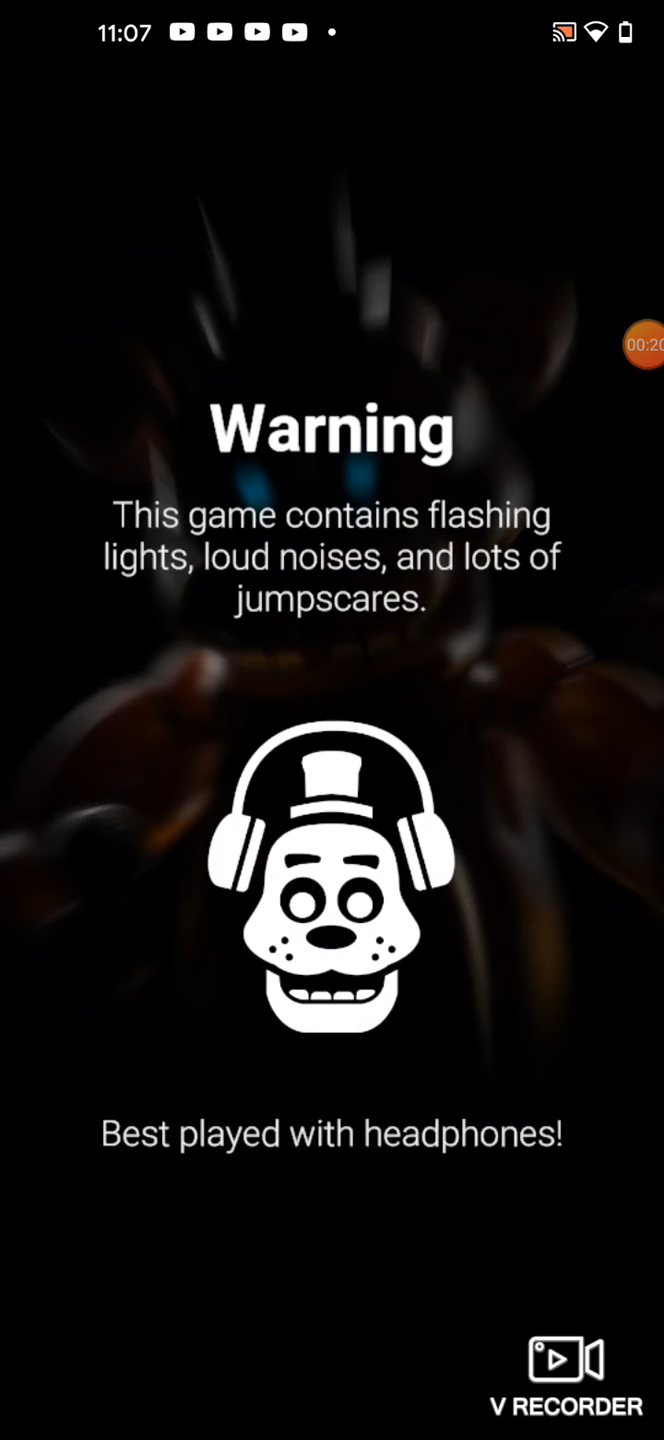 11:07
00:20
Warning
This game contains flashing
lights, loud noises, and lots of
jumpscares.
Best played with headphones!
V RECORDER